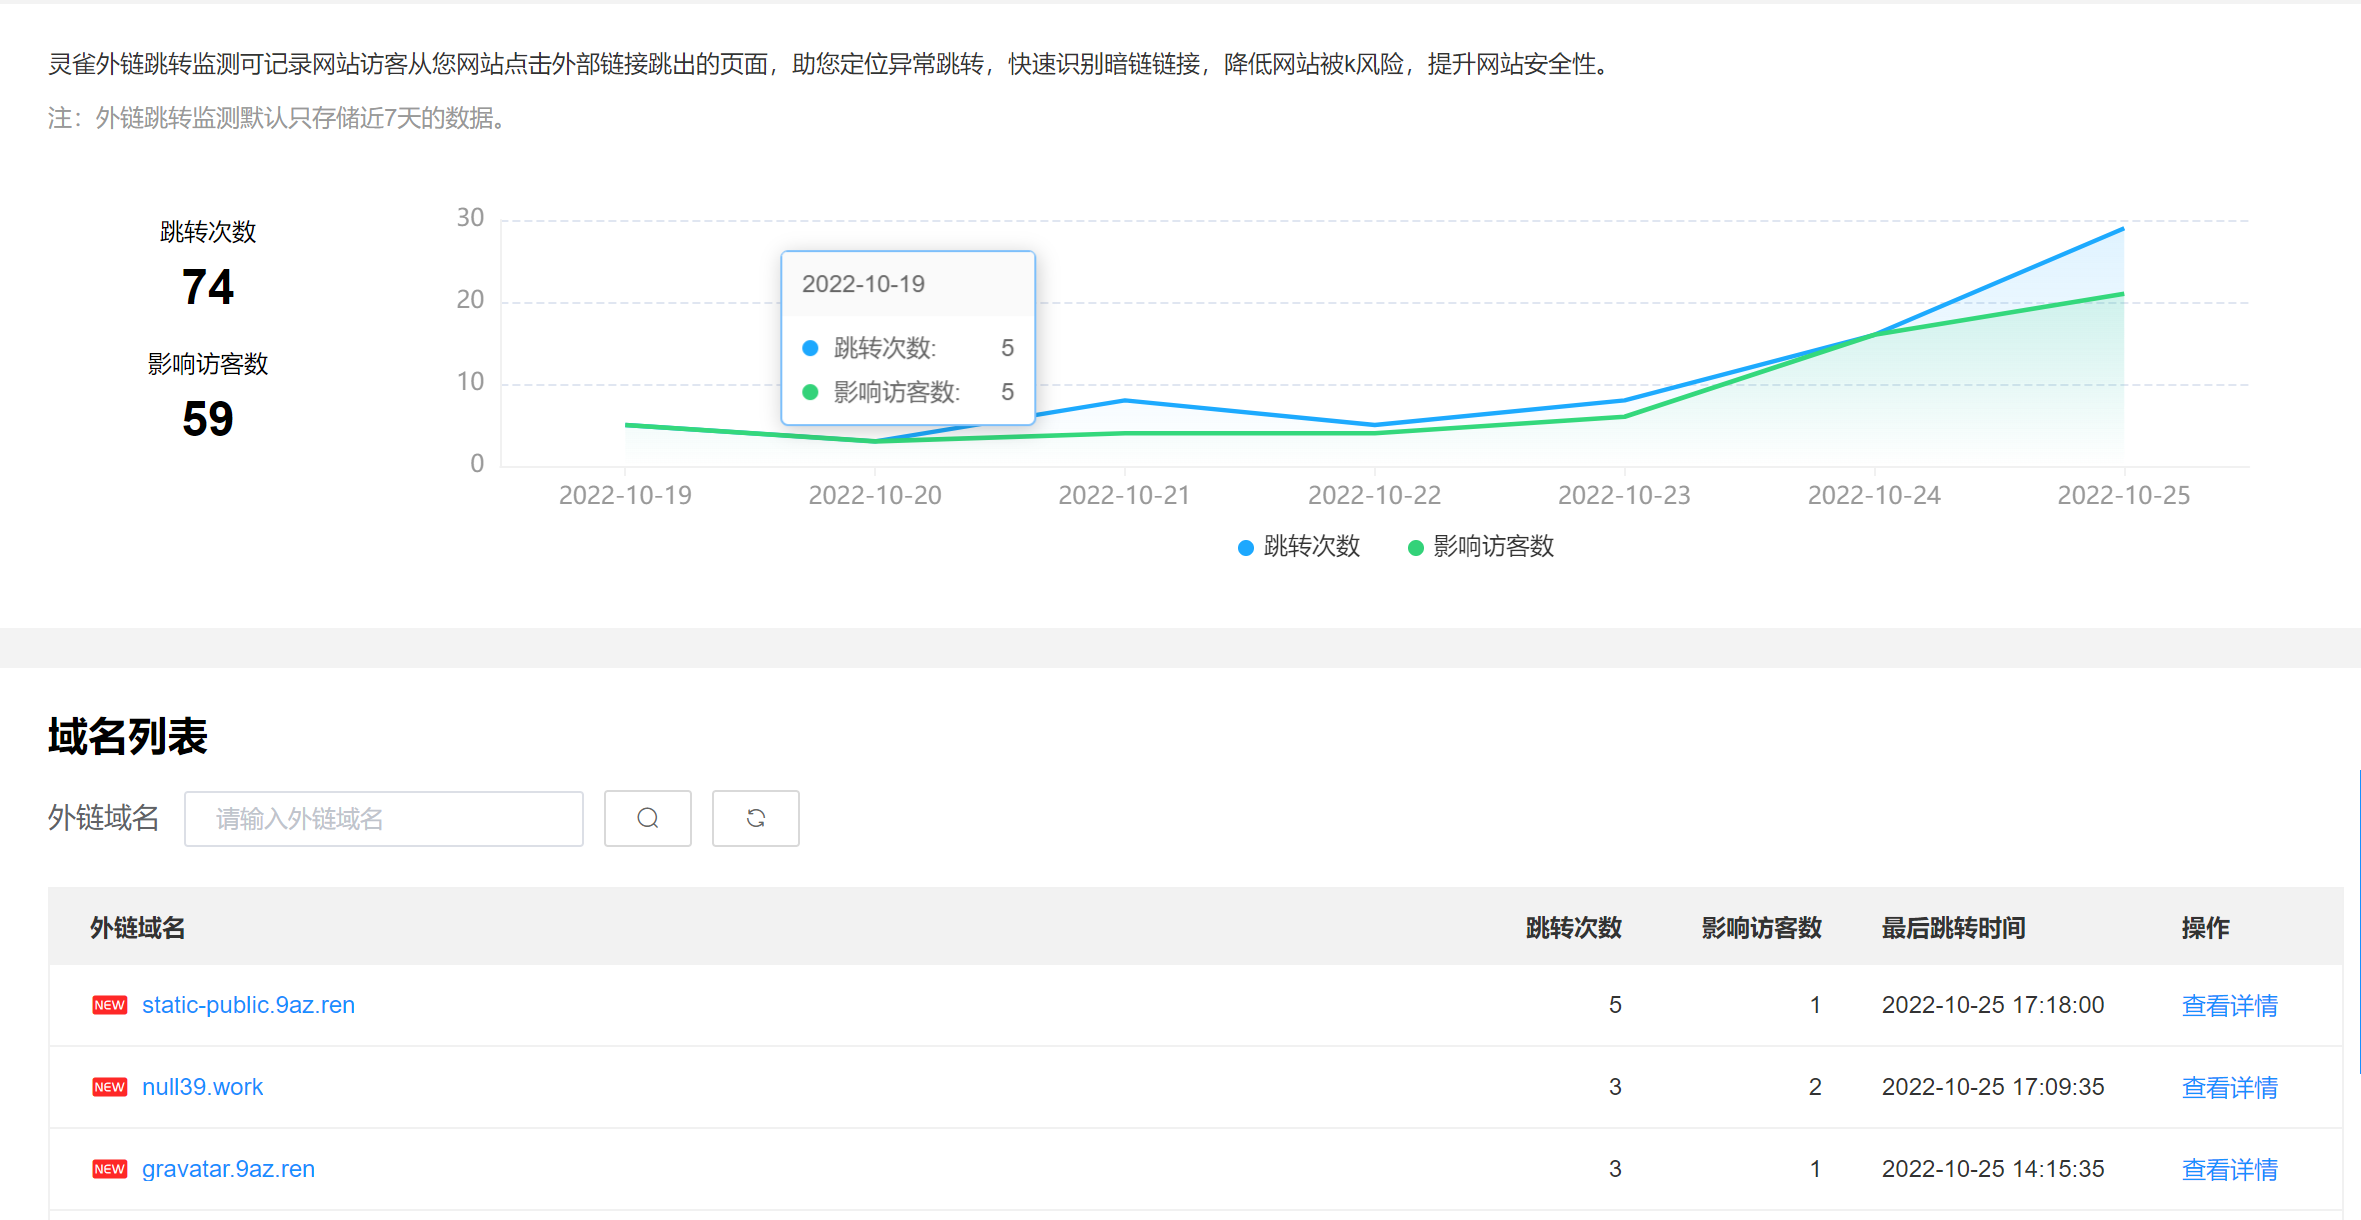 灵雀外链跳转监测可记录网站访客从您网站点击外部链接跳出的页面，助您定位异常跳转，快速识别暗链链接，降低网站被k风险，提升网站安全性。
注：外链跳转监测默认只存储近7天的数据。
跳转次数
74
影响访客数
59
30
20
10
0
2022-10-19
跳转次数: 5
影响访客数: 5
2022-10-19 2022-10-20 2022-10-21 2022-10-22 2022-10-23 2022-10-24 2022-10-25
跳转次数 影响访客数
域名列表
外链域名 请输入外链域名
外链域名 跳转次数 影响访客数 最后跳转时间 操作
NEW static-public.9az.ren 5 1 2022-10-25 17:18:00 查看详情
NEW null39.work 3 2 2022-10-25 17:09:35 查看详情
NEW gravatar.9az.ren 3 1 2022-10-25 14:15:35 查看详情